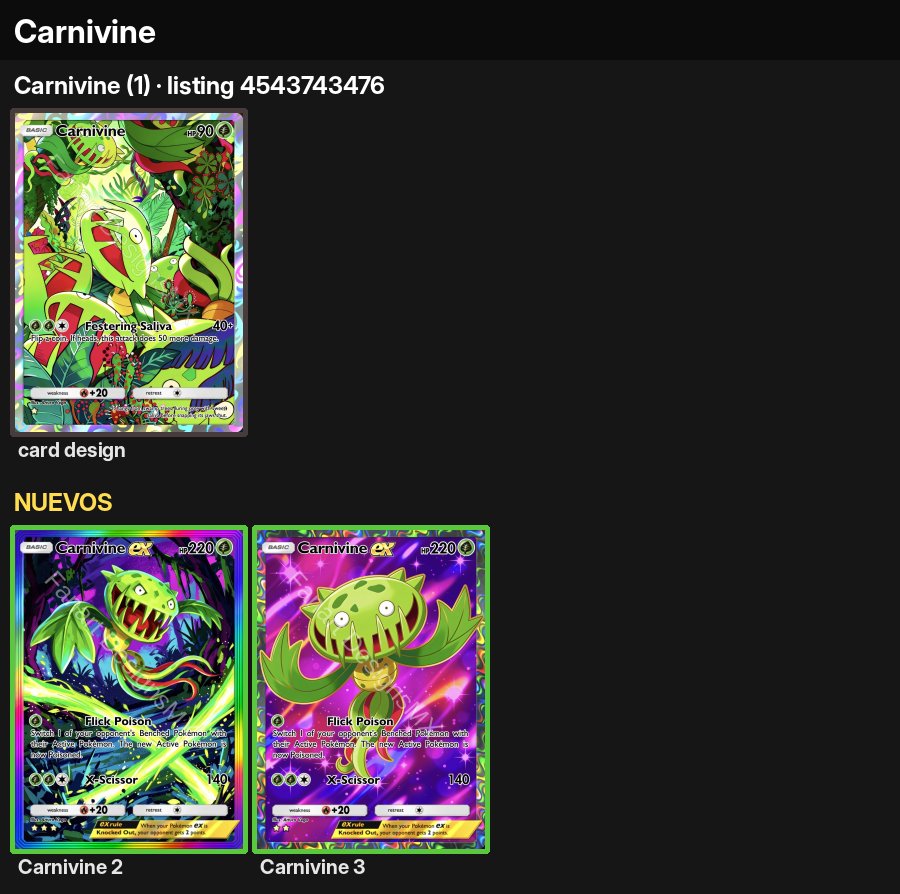 Carnivine
Carnivine (1) · listing 4543743476
BASIC Carnivine HP 90
Festering Saliva 40+
Flip a coin. If heads, this attack does 50 more damage.
weakness +20 retreat
card design
NUEVOS
BASIC Carnivine ex HP 220
Flick Poison
Switch 1 of your opponent's Benched Pokémon with
their Active Pokémon. The new Active Pokémon is
now Poisoned.
X-Scissor 140
weakness +20 retreat
ex rule When your Pokémon ex is
Knocked Out, your opponent gets 2 points.
Carnivine 2
BASIC Carnivine ex HP 220
Flick Poison
Switch 1 of your opponent's Benched Pokémon with
their Active Pokémon. The new Active Pokémon is
now Poisoned.
X-Scissor 140
weakness +20 retreat
ex rule When your Pokémon ex is
Knocked Out, your opponent gets 2 points.
Carnivine 3